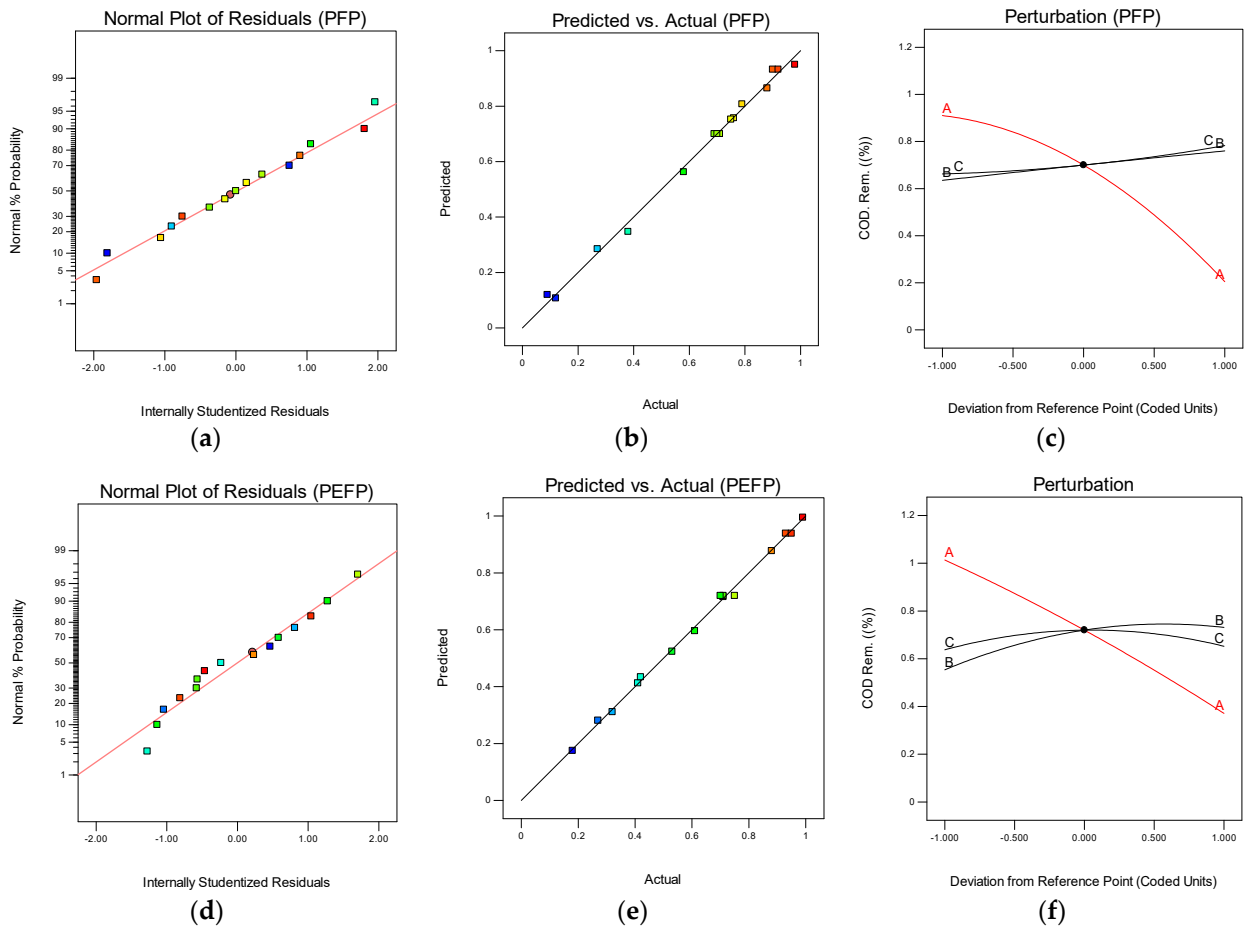 Normal Plot of Residuals (PFP)
Normal % Probability
99
95
90
80
70
50
30
20
10
5
1
-2.00 -1.00 0.00 1.00 2.00
Internally Studentized Residuals
(a)
Predicted vs. Actual (PFP)
Predicted
1
0.8
0.6
0.4
0.2
0
0 0.2 0.4 0.6 0.8 1
Actual
(b)
Perturbation (PFP)
COD. Rem. ((%))
1.2
1
0.8
0.6
0.4
0.2
0
A
C B
B C
A
-1.000 -0.500 0.000 0.500 1.000
Deviation from Reference Point (Coded Units)
(c)
Normal Plot of Residuals (PEFP)
Normal % Probability
99
95
90
80
70
50
30
20
10
5
1
-2.00 -1.00 0.00 1.00 2.00
Internally Studentized Residuals
(d)
Predicted vs. Actual (PEFP)
Predicted
1
0.8
0.6
0.4
0.2
0
0 0.2 0.4 0.6 0.8 1
Actual
(e)
Perturbation
COD Rem. ((%))
1.2
1
0.8
0.6
0.4
0.2
0
A
B
C
C
B
A
-1.000 -0.500 0.000 0.500 1.000
Deviation from Reference Point (Coded Units)
(f)